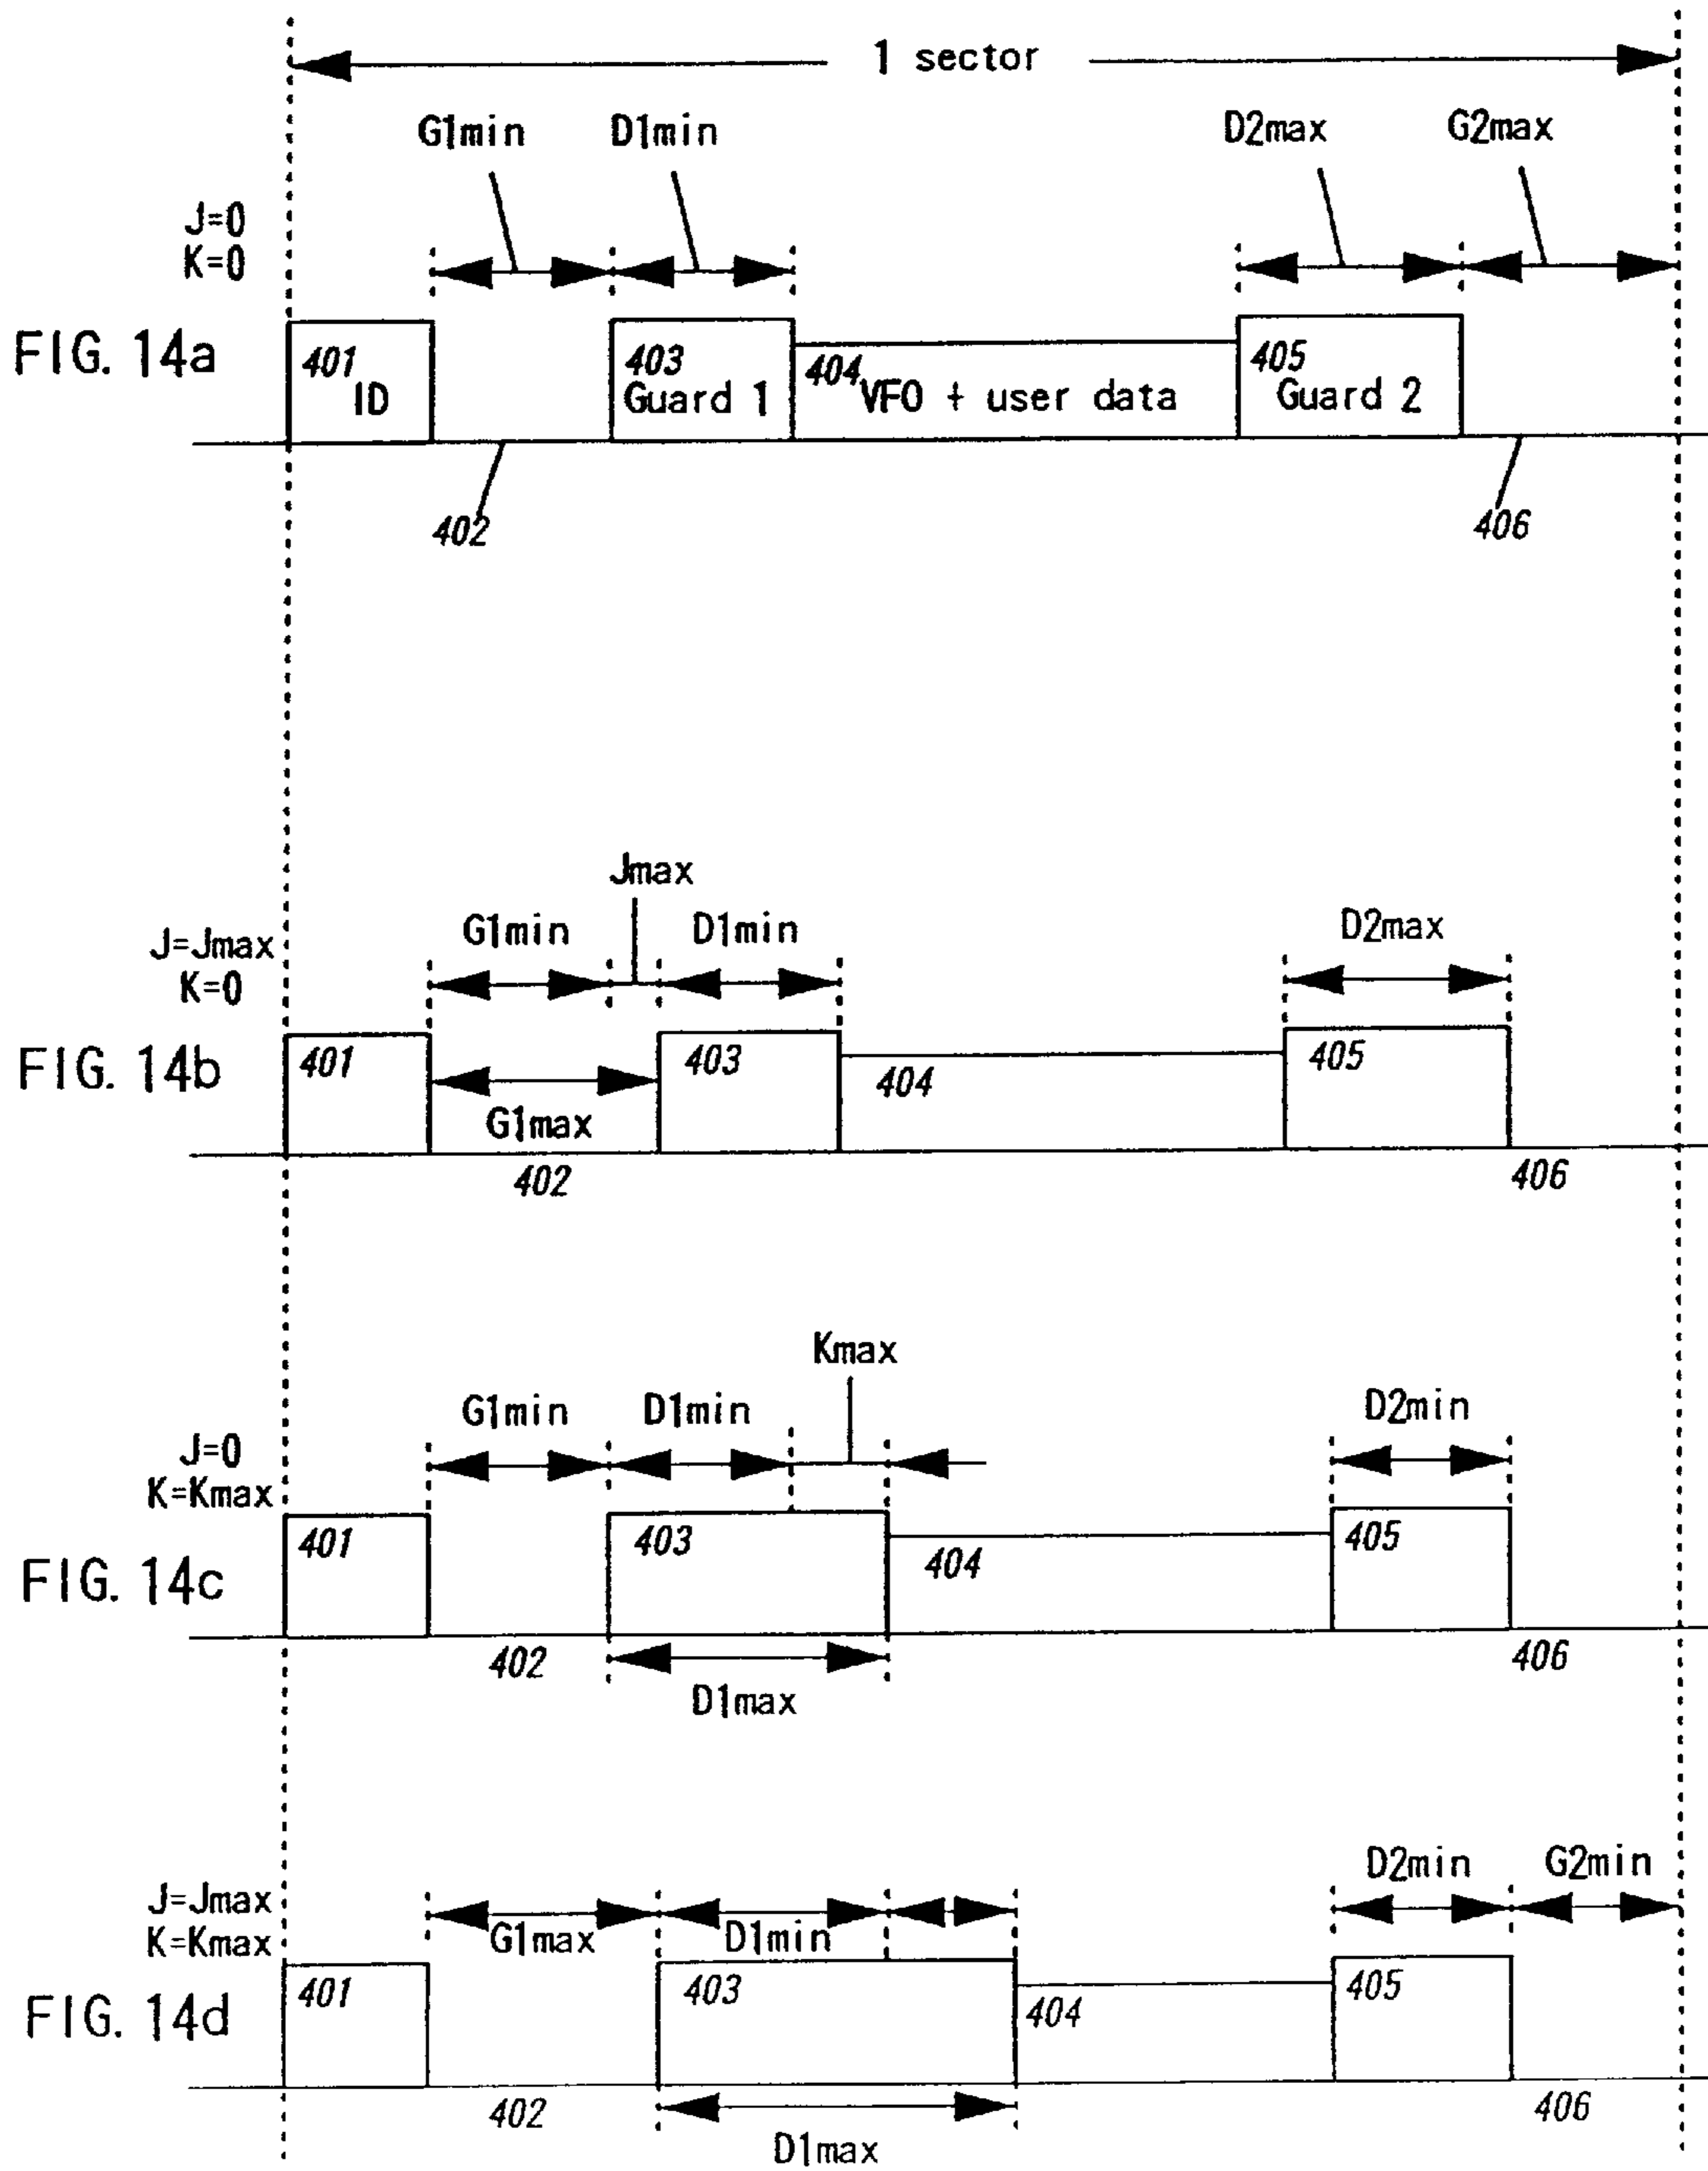 1 sector
G1min D1min D2max G2max
J=0
K=0
FIG. 14a
401 ID
403 Guard 1
404 VFO + user data
405 Guard 2
402
406
Jmax
G1min D1min D2max
J=Jmax
K=0
FIG. 14b
401
403
404
405
G1max
402
406
Kmax
G1min D1min D2min
J=0
K=Kmax
FIG. 14c
401
403
404
405
402
406
D1max
D2min G2min
J=Jmax
K=Kmax
G1max D1min
FIG. 14d
401
403
404
405
402
406
D1max